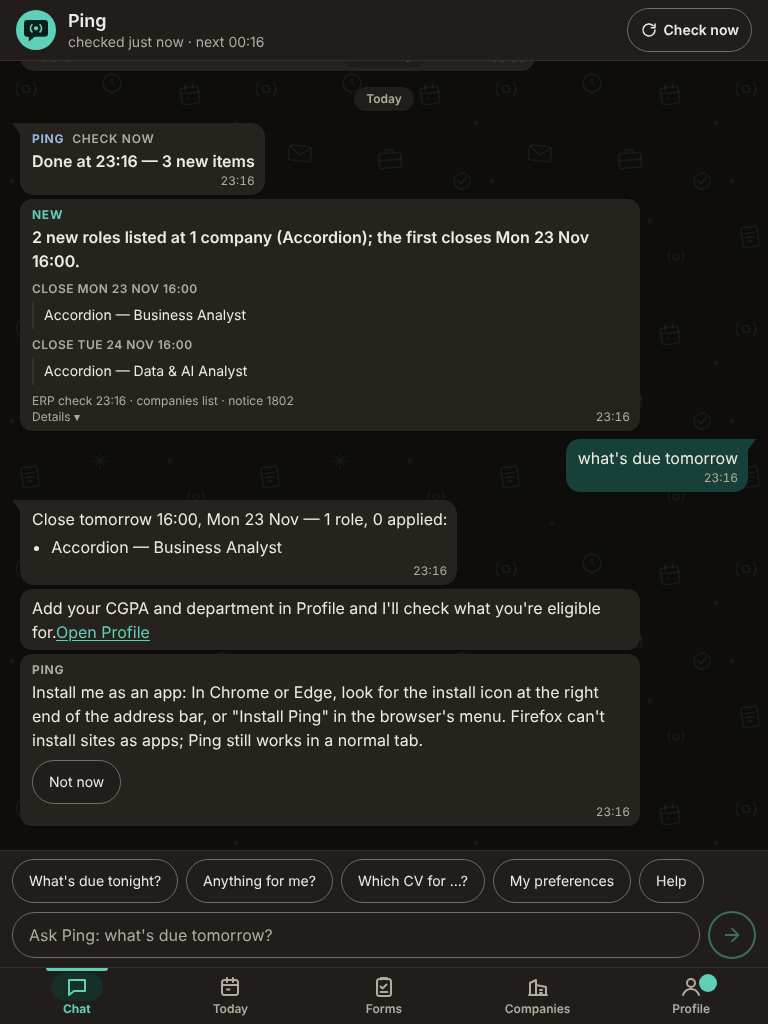 Ping
checked just now · next 00:16
Check now
Today
PING CHECK NOW
Done at 23:16 — 3 new items
23:16
NEW
2 new roles listed at 1 company (Accordion); the first closes Mon 23 Nov
16:00.
CLOSE MON 23 NOV 16:00
Accordion — Business Analyst
CLOSE TUE 24 NOV 16:00
Accordion — Data & AI Analyst
ERP check 23:16 · companies list · notice 1802
Details ▾
23:16
what's due tomorrow
23:16
Close tomorrow 16:00, Mon 23 Nov — 1 role, 0 applied:
• Accordion — Business Analyst
23:16
Add your CGPA and department in Profile and I'll check what you're eligible
for.Open Profile
PING
Install me as an app: In Chrome or Edge, look for the install icon at the right
end of the address bar, or "Install Ping" in the browser's menu. Firefox can't
install sites as apps; Ping still works in a normal tab.
Not now
23:16
What's due tonight?
Anything for me?
Which CV for ...?
My preferences
Help
Ask Ping: what's due tomorrow?
Chat
Today
Forms
Companies
Profile